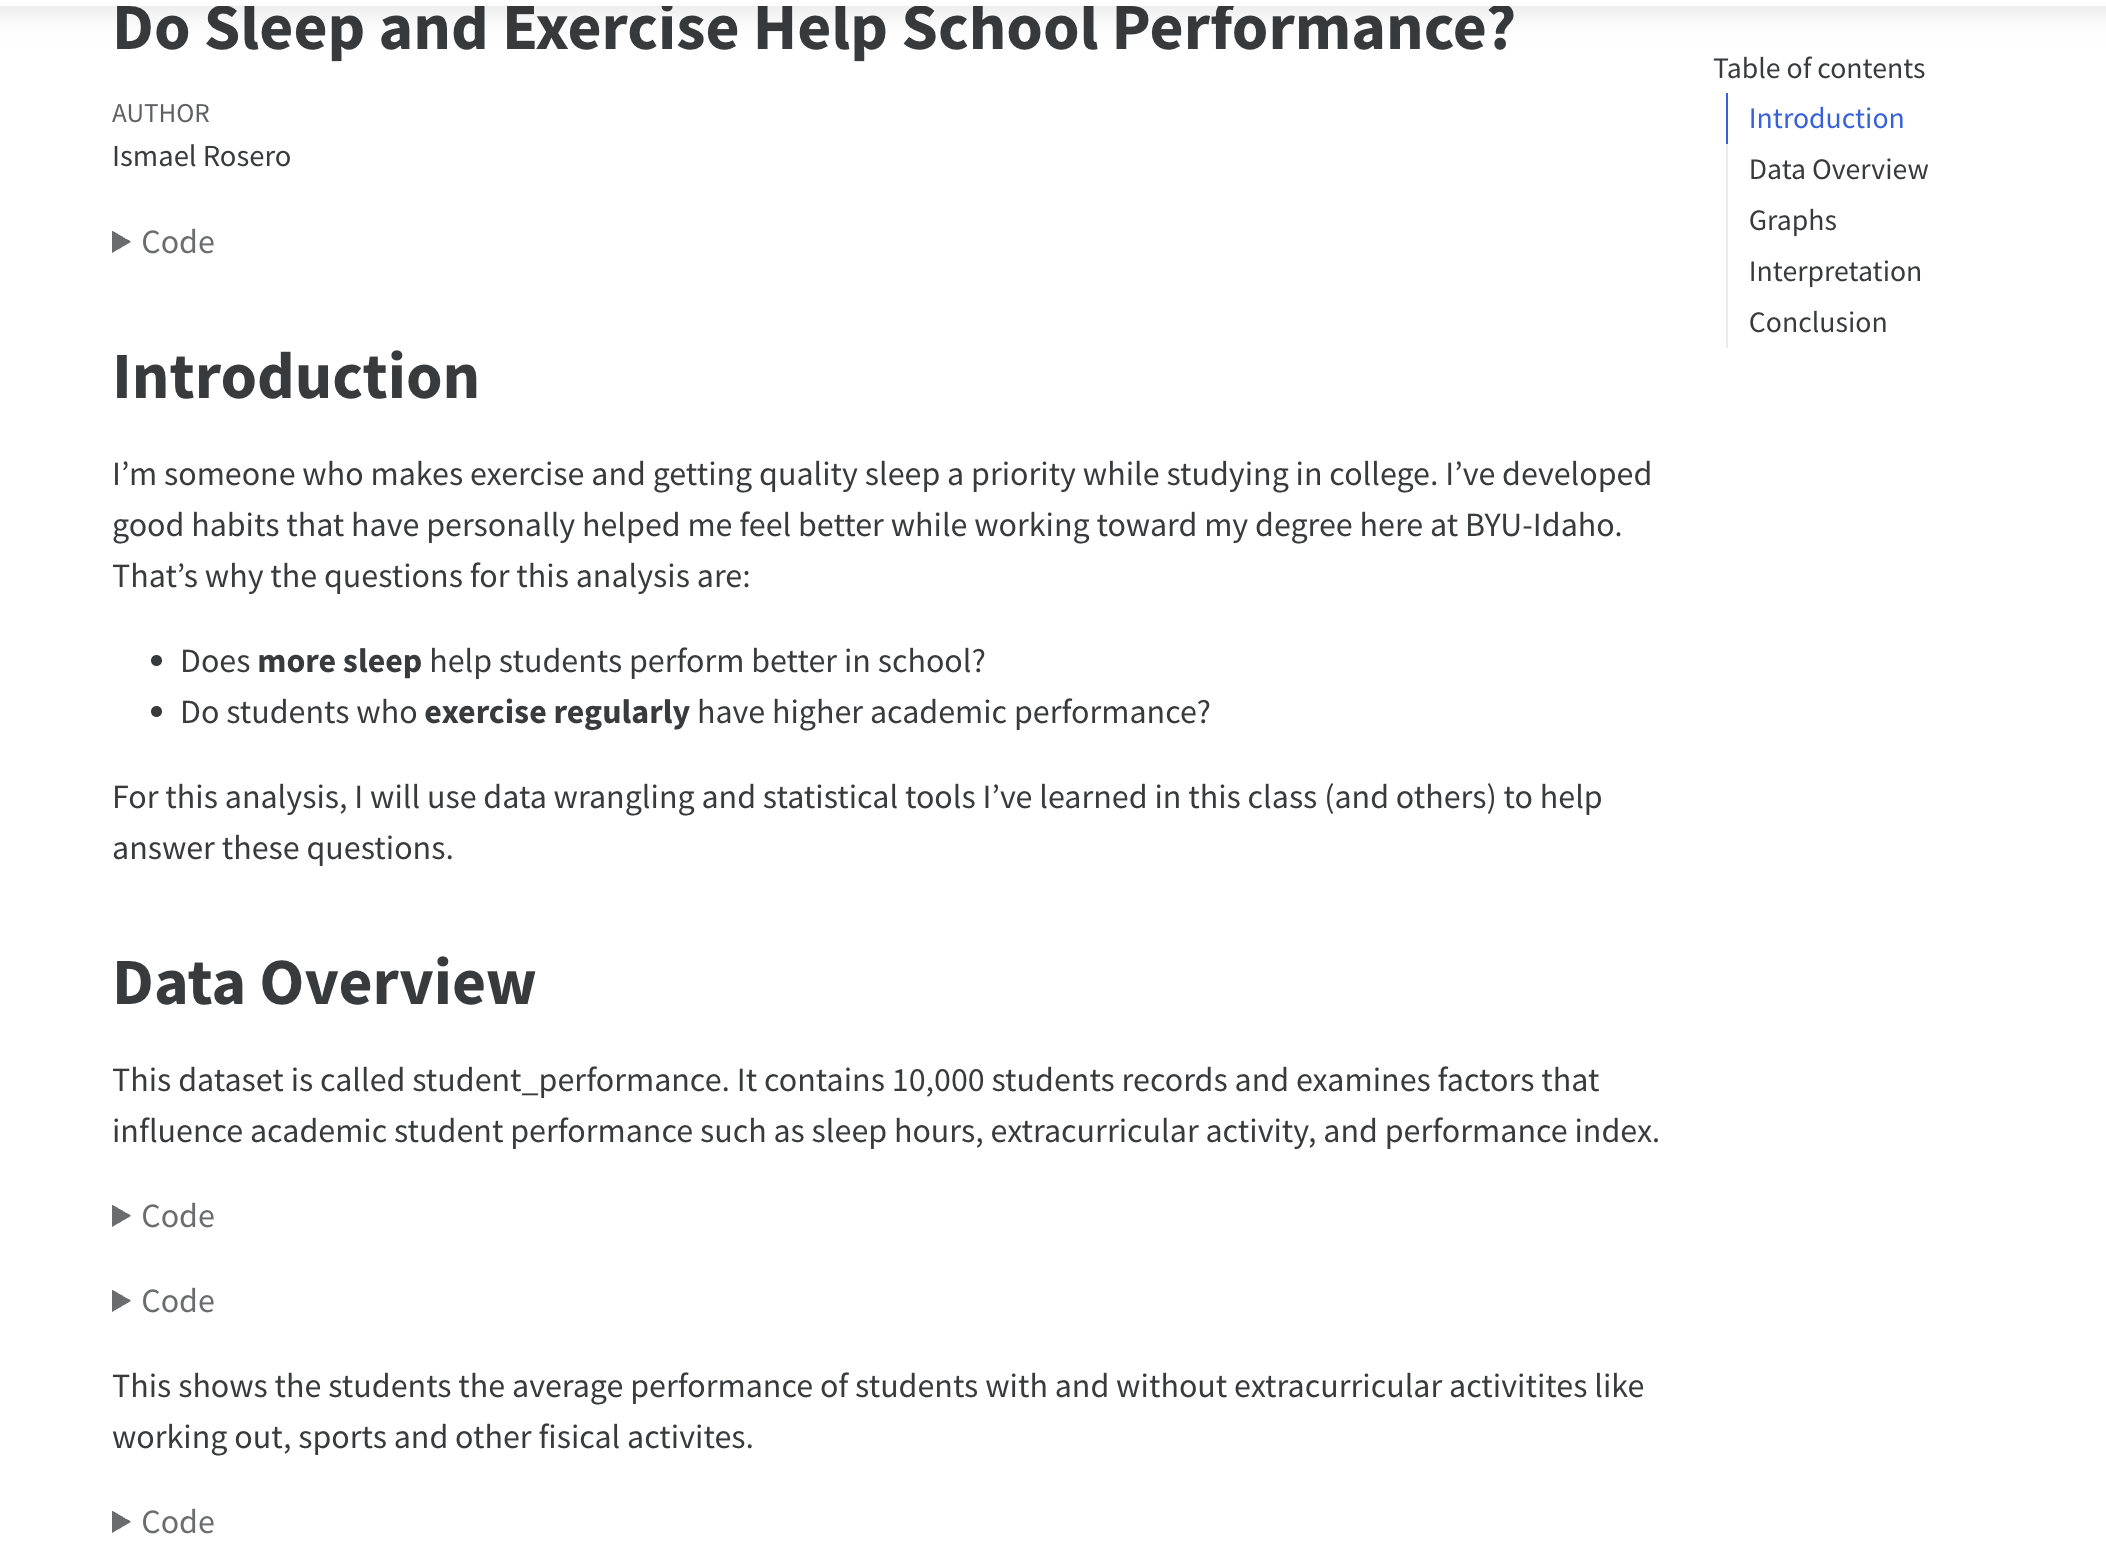 Do Sleep and Exercise Help School Performance?
AUTHOR
Ismael Rosero
Code
Introduction
I'm someone who makes exercise and getting quality sleep a priority while studying in college. I've developed
good habits that have personally helped me feel better while working toward my degree here at BYU-Idaho.
That's why the questions for this analysis are:
• Does more sleep help students perform better in school?
• Do students who exercise regularly have higher academic performance?
For this analysis, I will use data wrangling and statistical tools I've learned in this class (and others) to help
answer these questions.
Data Overview
This dataset is called student_performance. It contains 10,000 students records and examines factors that
influence academic student performance such as sleep hours, extracurricular activity, and performance index.
Code
Code
This shows the students the average performance of students with and without extracurricular activitites like
working out, sports and other fisical activites.
Code
Table of contents
Introduction
Data Overview
Graphs
Interpretation
Conclusion